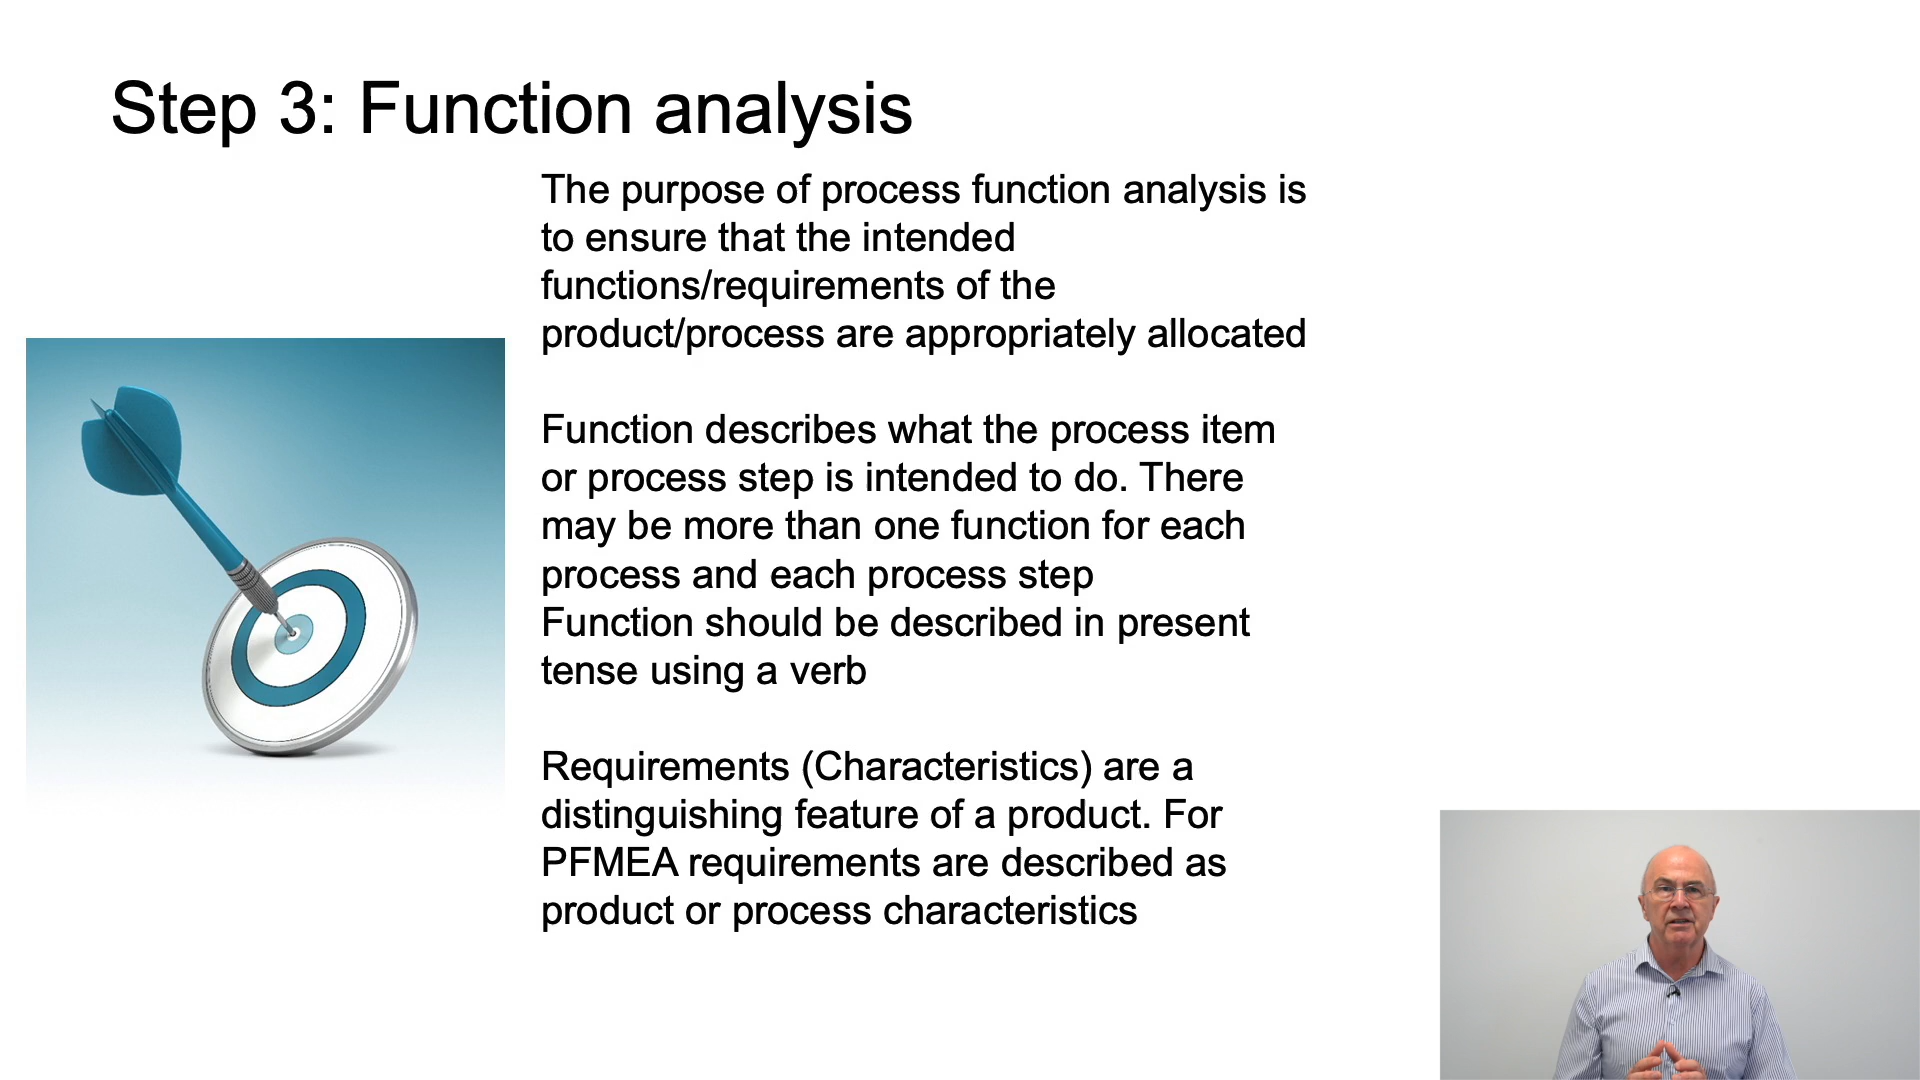 Step 3: Function analysis
The purpose of process function analysis is
to ensure that the intended
functions/requirements of the
product/process are appropriately allocated
Function describes what the process item
or process step is intended to do. There
may be more than one function for each
process and each process step
Function should be described in present
tense using a verb
Requirements (Characteristics) are a
distinguishing feature of a product. For
PFMEA requirements are described as
product or process characteristics